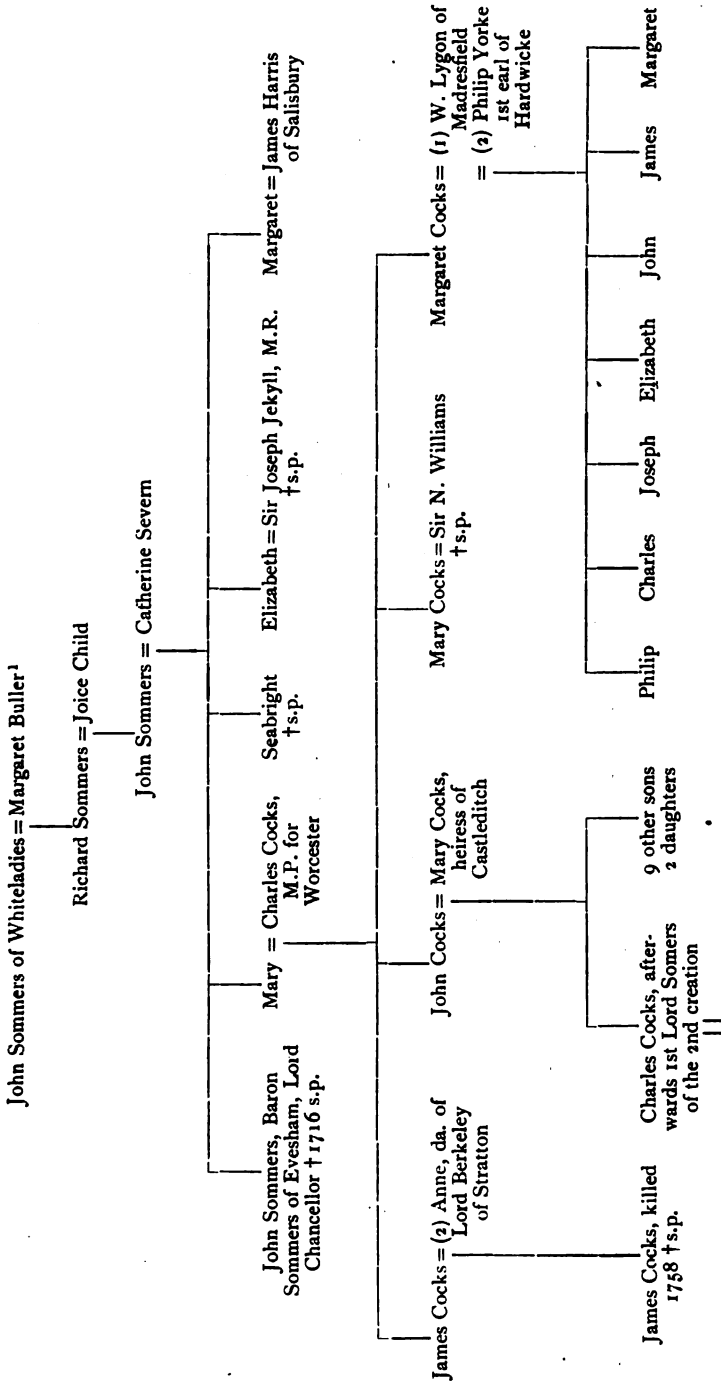 John Sommers of Whiteladies = Margaret Buller¹
Richard Sommers = Joice Child
John Sommers = Catherine Severn
John Sommers, Baron
Sommers of Evesham, Lord
Chancellor † 1716 s.p.
Mary = Charles Cocks,
M.P. for
Worcester
Seabright
† s.p.
Elizabeth = Sir Joseph Jekyll, M.R.
† s.p.
Margaret = James Harris
of Salisbury
James Cocks = (2) Anne, da. of
Lord Berkeley
of Stratton
John Cocks = Mary Cocks,
heiress of
Castleditch
Mary Cocks = Sir N. Williams
† s.p.
Margaret Cocks = (1) W. Lygon of
Madresfield
= (2) Philip Yorke
1st earl of
Hardwicke
James Cocks, killed
1758 † s.p.
Charles Cocks, after-
wards 1st Lord Somers
of the 2nd creation
9 other sons
2 daughters
Philip
Charles
Joseph
Elizabeth
John
James
Margaret